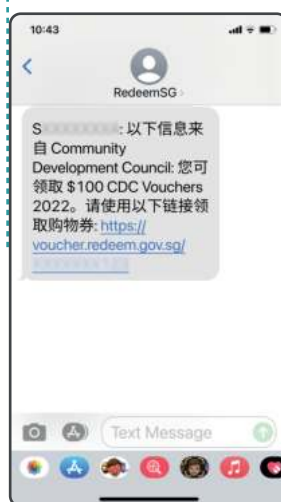 10:43
RedeemSG
S : 以下信息来
自 Community
Development Council: 您可
领取 $100 CDC Vouchers
2022。请使用以下链接领
取购物券: https://
voucher.redeem.gov.sg/
Text Message